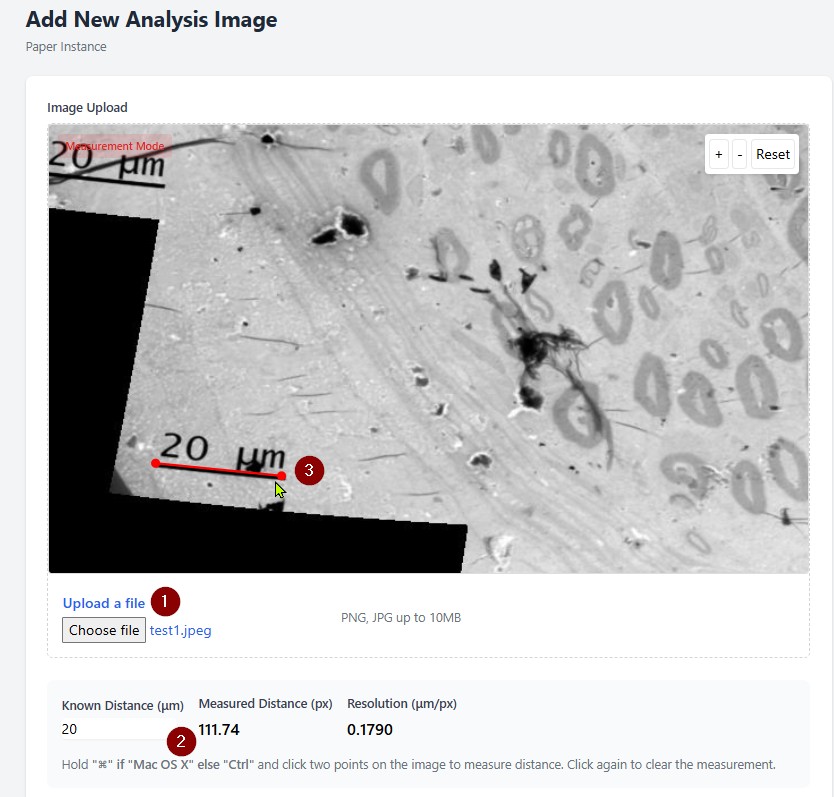 Add New Analysis Image
Paper Instance
Image Upload
Measurement Mode
20 µm
+ - Reset
20 µm
3
Upload a file 1
Choose file test1.jpeg
PNG, JPG up to 10MB
Known Distance (µm) Measured Distance (px) Resolution (µm/px)
20 111.74 0.1790
2
Hold "⌘" if "Mac OS X" else "Ctrl" and click two points on the image to measure distance. Click again to clear the measurement.